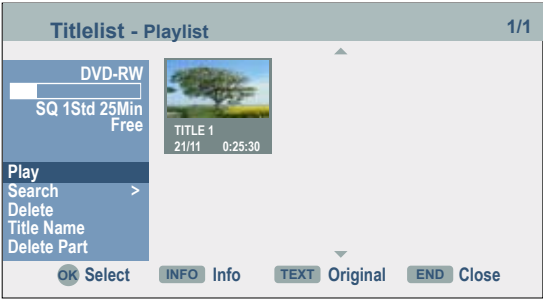 Titlelist - Playlist 1/1
DVD-RW
SQ 1Std 25Min
Free
TITLE 1
21/11 0:25:30
Play
Search >
Delete
Title Name
Delete Part
OK Select INFO Info TEXT Original END Close